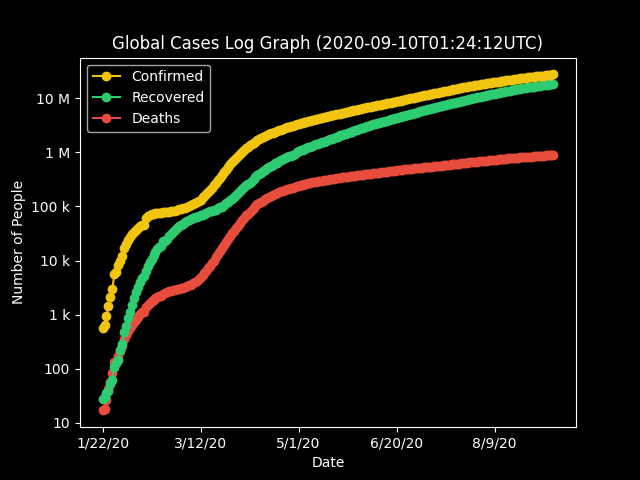 Global Cases Log Graph (2020-09-10T01:24:12UTC)
Confirmed
Recovered
Deaths
Number of People
10 M
1 M
100 k
10 k
1 k
100
10
1/22/20 3/12/20 5/1/20 6/20/20 8/9/20
Date